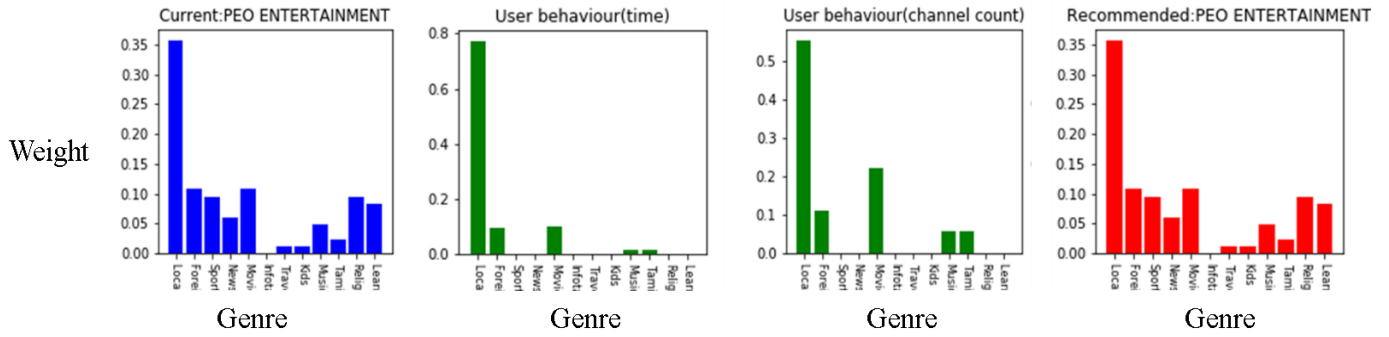 Current:PEO ENTERTAINMENT
User behaviour(time)
User behaviour(channel count)
Recommended:PEO ENTERTAINMENT
Weight
0.35
0.30
0.25
0.20
0.15
0.10
0.05
0.00
Loca
Forei
Sport
News
Movi
Infot
Trav
Kids
Musi
Tami
Relig
Lean
Genre
0.8
0.6
0.4
0.2
0.0
Loca
Forei
Sport
News
Movi
Infot
Trav
Kids
Musi
Tami
Relig
Lean
Genre
0.5
0.4
0.3
0.2
0.1
0.0
Loca
Forei
Sport
News
Movi
Infot
Trav
Kids
Musi
Tami
Relig
Lean
Genre
0.35
0.30
0.25
0.20
0.15
0.10
0.05
0.00
Loca
Forei
Sport
News
Movi
Infot
Trav
Kids
Musi
Tami
Relig
Lean
Genre